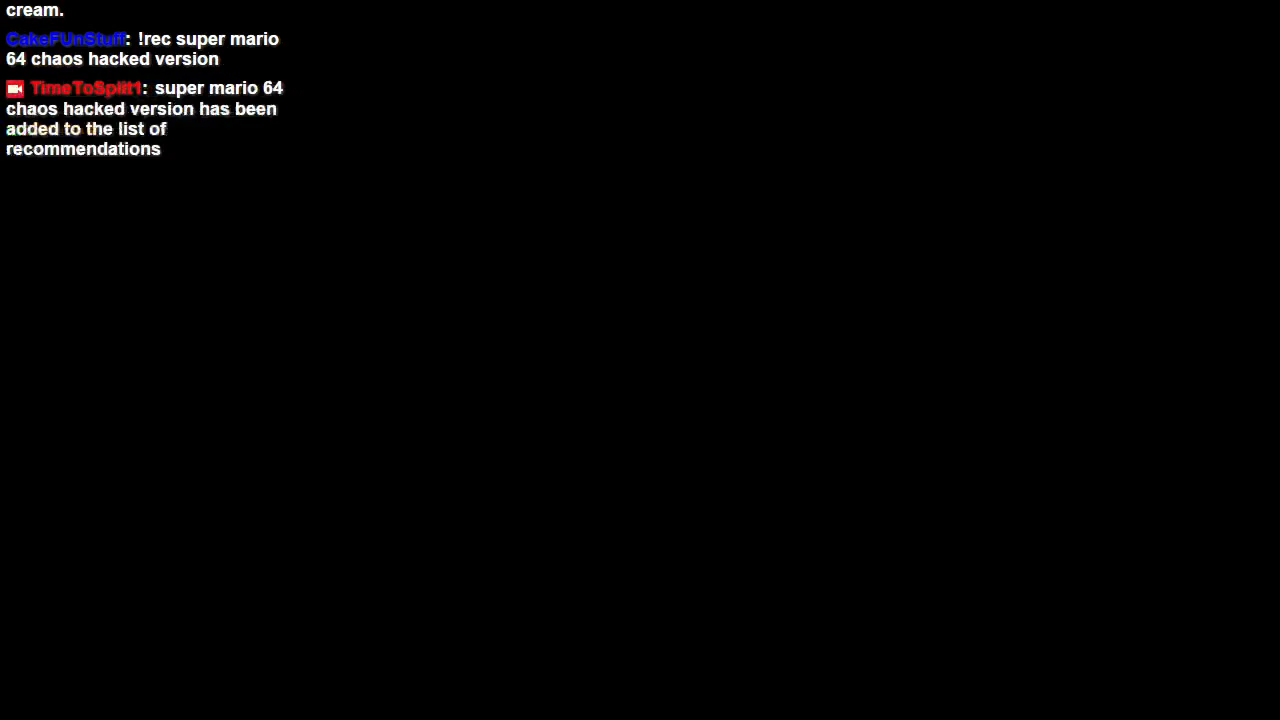 cream.
CakeFUnStuff: !rec super mario
64 chaos hacked version
TimeToSplit1: super mario 64
chaos hacked version has been
added to the list of
recommendations